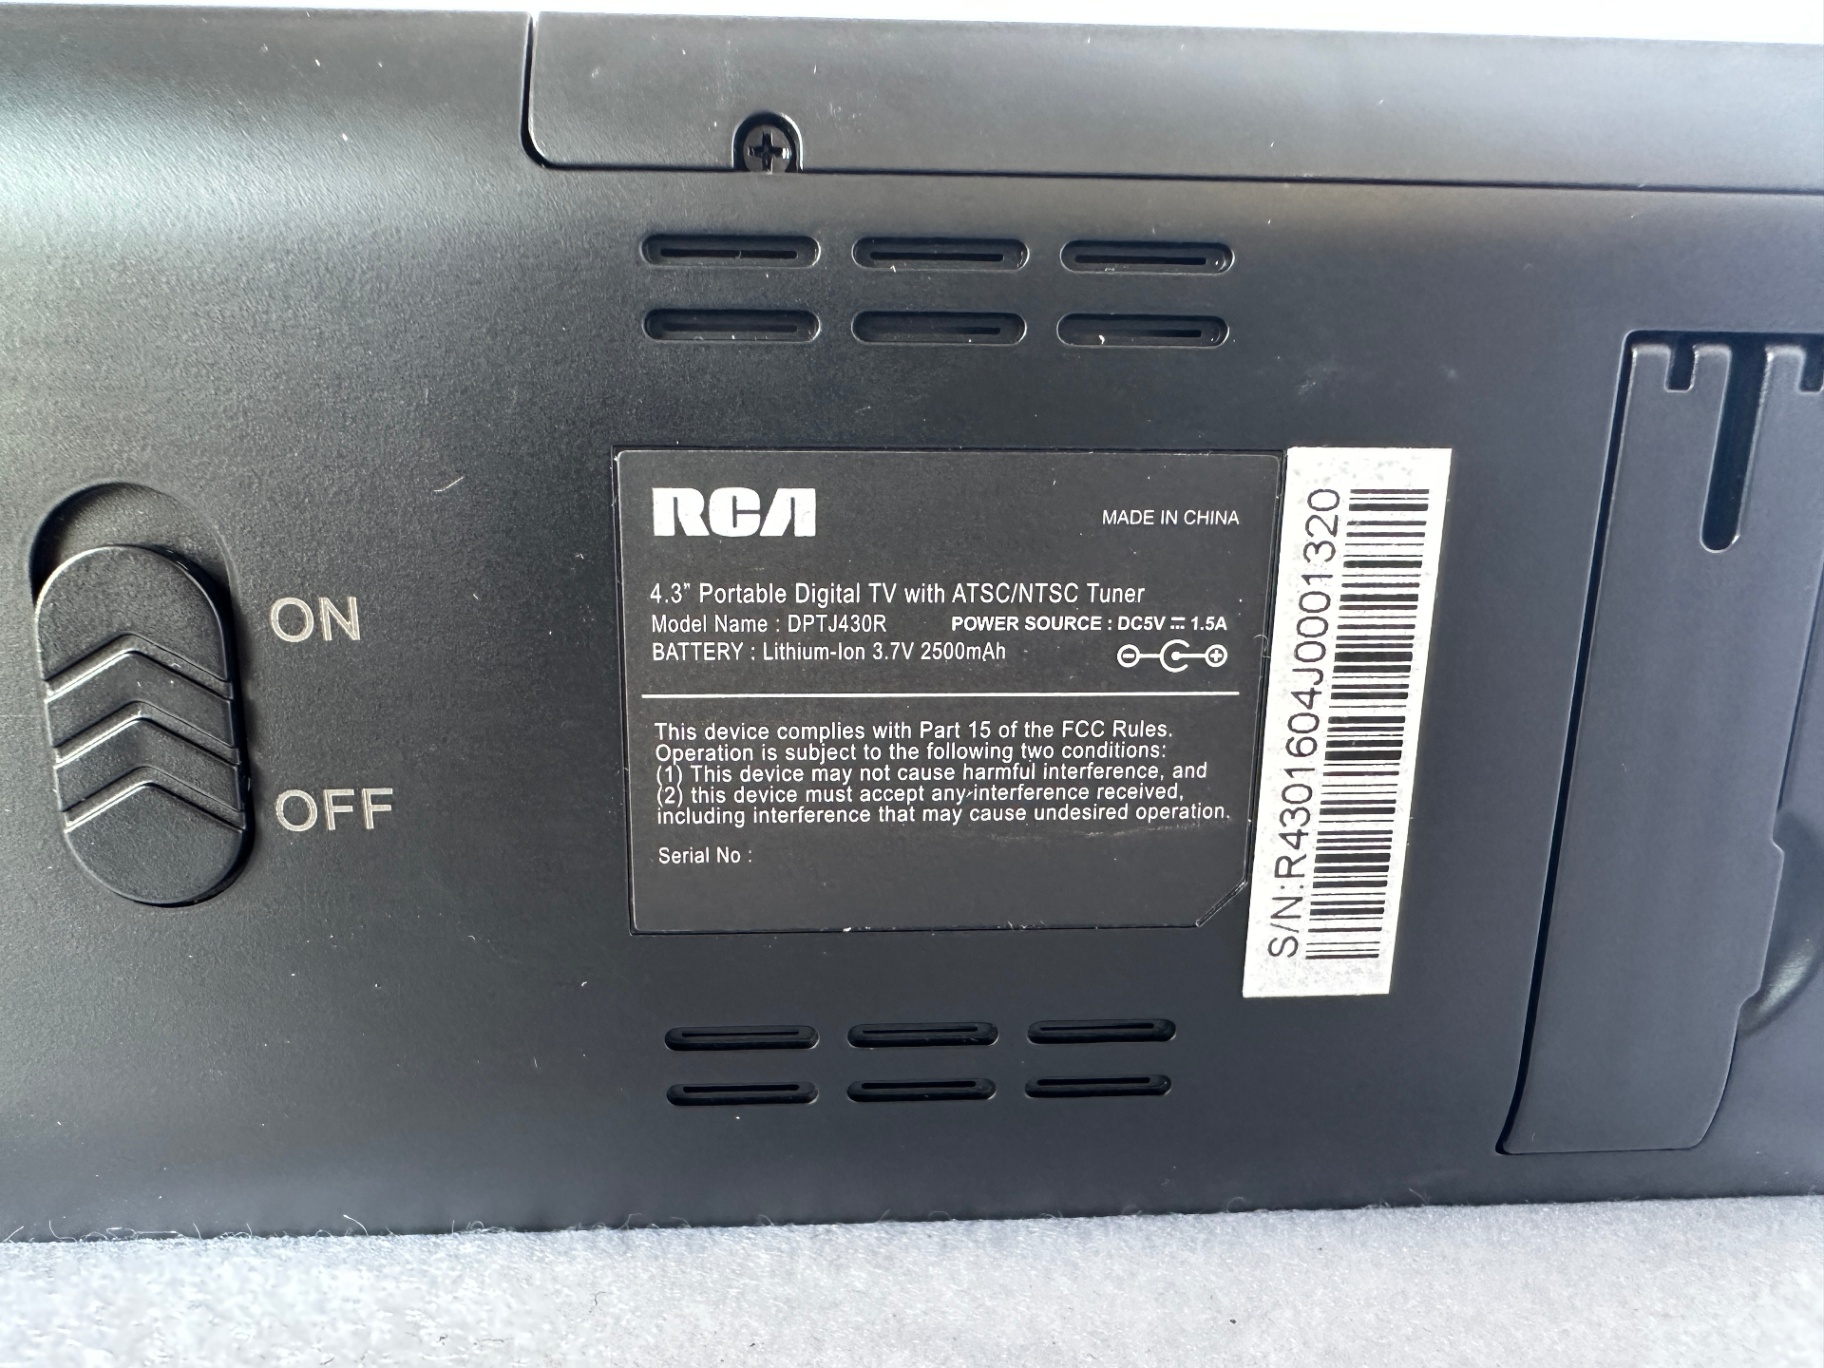 RCA
MADE IN CHINA
4.3” Portable Digital TV with ATSC/NTSC Tuner
Model Name : DPTJ430R POWER SOURCE : DC5V ⎓ 1.5A
BATTERY : Lithium-Ion 3.7V 2500mAh
This device complies with Part 15 of the FCC Rules.
Operation is subject to the following two conditions:
(1) This device may not cause harmful interference, and
(2) this device must accept any interference received,
including interference that may cause undesired operation.
Serial No :
S/N:R4301604J0001320
ON
OFF